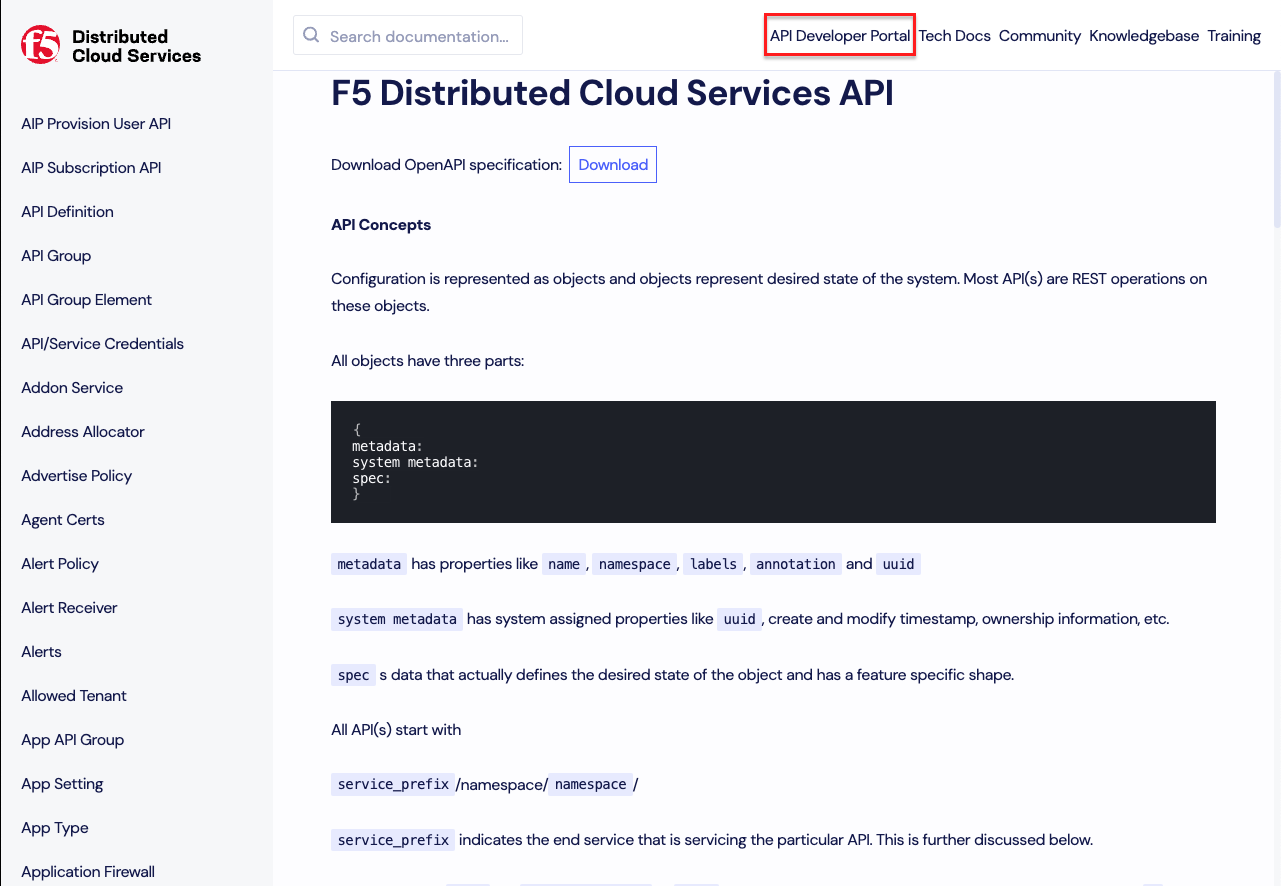 f5 Distributed
Cloud Services
Search documentation...
API Developer Portal Tech Docs Community Knowledgebase Training
AIP Provision User API
AIP Subscription API
API Definition
API Group
API Group Element
API/Service Credentials
Addon Service
Address Allocator
Advertise Policy
Agent Certs
Alert Policy
Alert Receiver
Alerts
Allowed Tenant
App API Group
App Setting
App Type
Application Firewall
F5 Distributed Cloud Services API
Download OpenAPI specification: Download
API Concepts
Configuration is represented as objects and objects represent desired state of the system. Most API(s) are REST operations on
these objects.
All objects have three parts:
{
metadata:
system metadata:
spec:
}
metadata has properties like name, namespace, labels, annotation and uuid
system metadata has system assigned properties like uuid, create and modify timestamp, ownership information, etc.
spec s data that actually defines the desired state of the object and has a feature specific shape.
All API(s) start with
service_prefix/namespace/namespace/
service_prefix indicates the end service that is servicing the particular API. This is further discussed below.